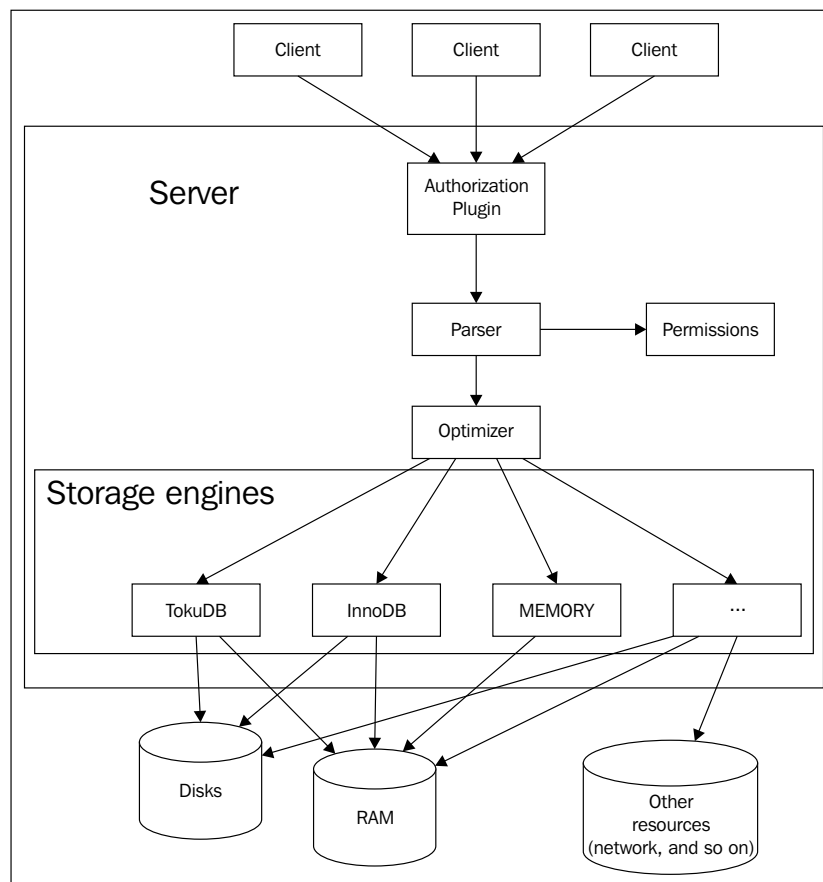 Client
Client
Client
Server
Authorization
Plugin
Parser
Permissions
Optimizer
Storage engines
TokuDB
InnoDB
MEMORY
...
Disks
RAM
Other
resources
(network, and so on)